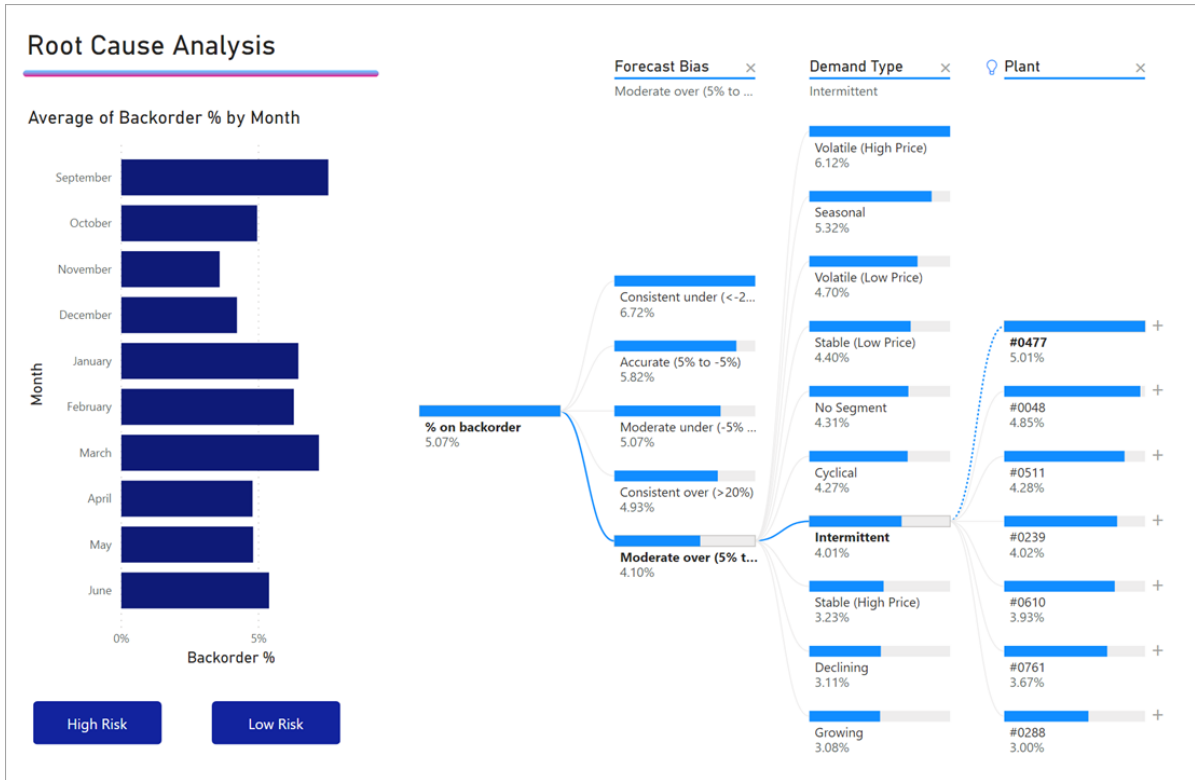 Root Cause Analysis
Average of Backorder % by Month
Month
September
October
November
December
January
February
March
April
May
June
0%
5%
Backorder %
High Risk
Low Risk
% on backorder
5.07%
Forecast Bias
Moderate over (5% to ...
Consistent under (<-2...
6.72%
Accurate (5% to -5%)
5.82%
Moderate under (-5% ...
5.07%
Consistent over (>20%)
4.93%
Moderate over (5% t...
4.10%
Demand Type
Intermittent
Volatile (High Price)
6.12%
Seasonal
5.32%
Volatile (Low Price)
4.70%
Stable (Low Price)
4.40%
No Segment
4.31%
Cyclical
4.27%
Intermittent
4.01%
Stable (High Price)
3.23%
Declining
3.11%
Growing
3.08%
Plant
#0477
5.01%
#0048
4.85%
#0511
4.28%
#0239
4.02%
#0610
3.93%
#0761
3.67%
#0288
3.00%